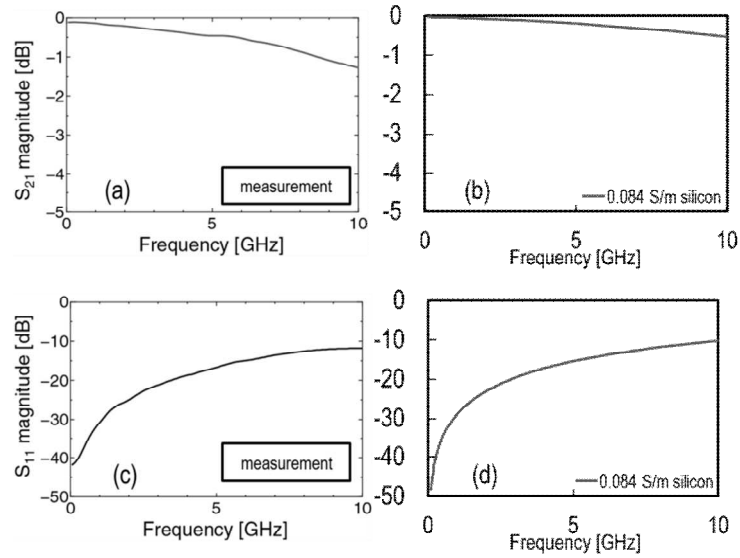 S21 magnitude [dB]
0
−1
−2
−3
−4
−5
(a)
measurement
0
5
10
Frequency [GHz]
-0
-1
-2
-3
-4
-5
(b)
0.084 S/m silicon
0
5
10
Frequency [GHz]
S11 magnitude [dB]
0
−10
−20
−30
−40
−50
(c)
measurement
0
5
10
Frequency [GHz]
0
-10
-20
-30
-40
-50
(d)
0.084 S/m silicon
0
5
10
Frequency [GHz]